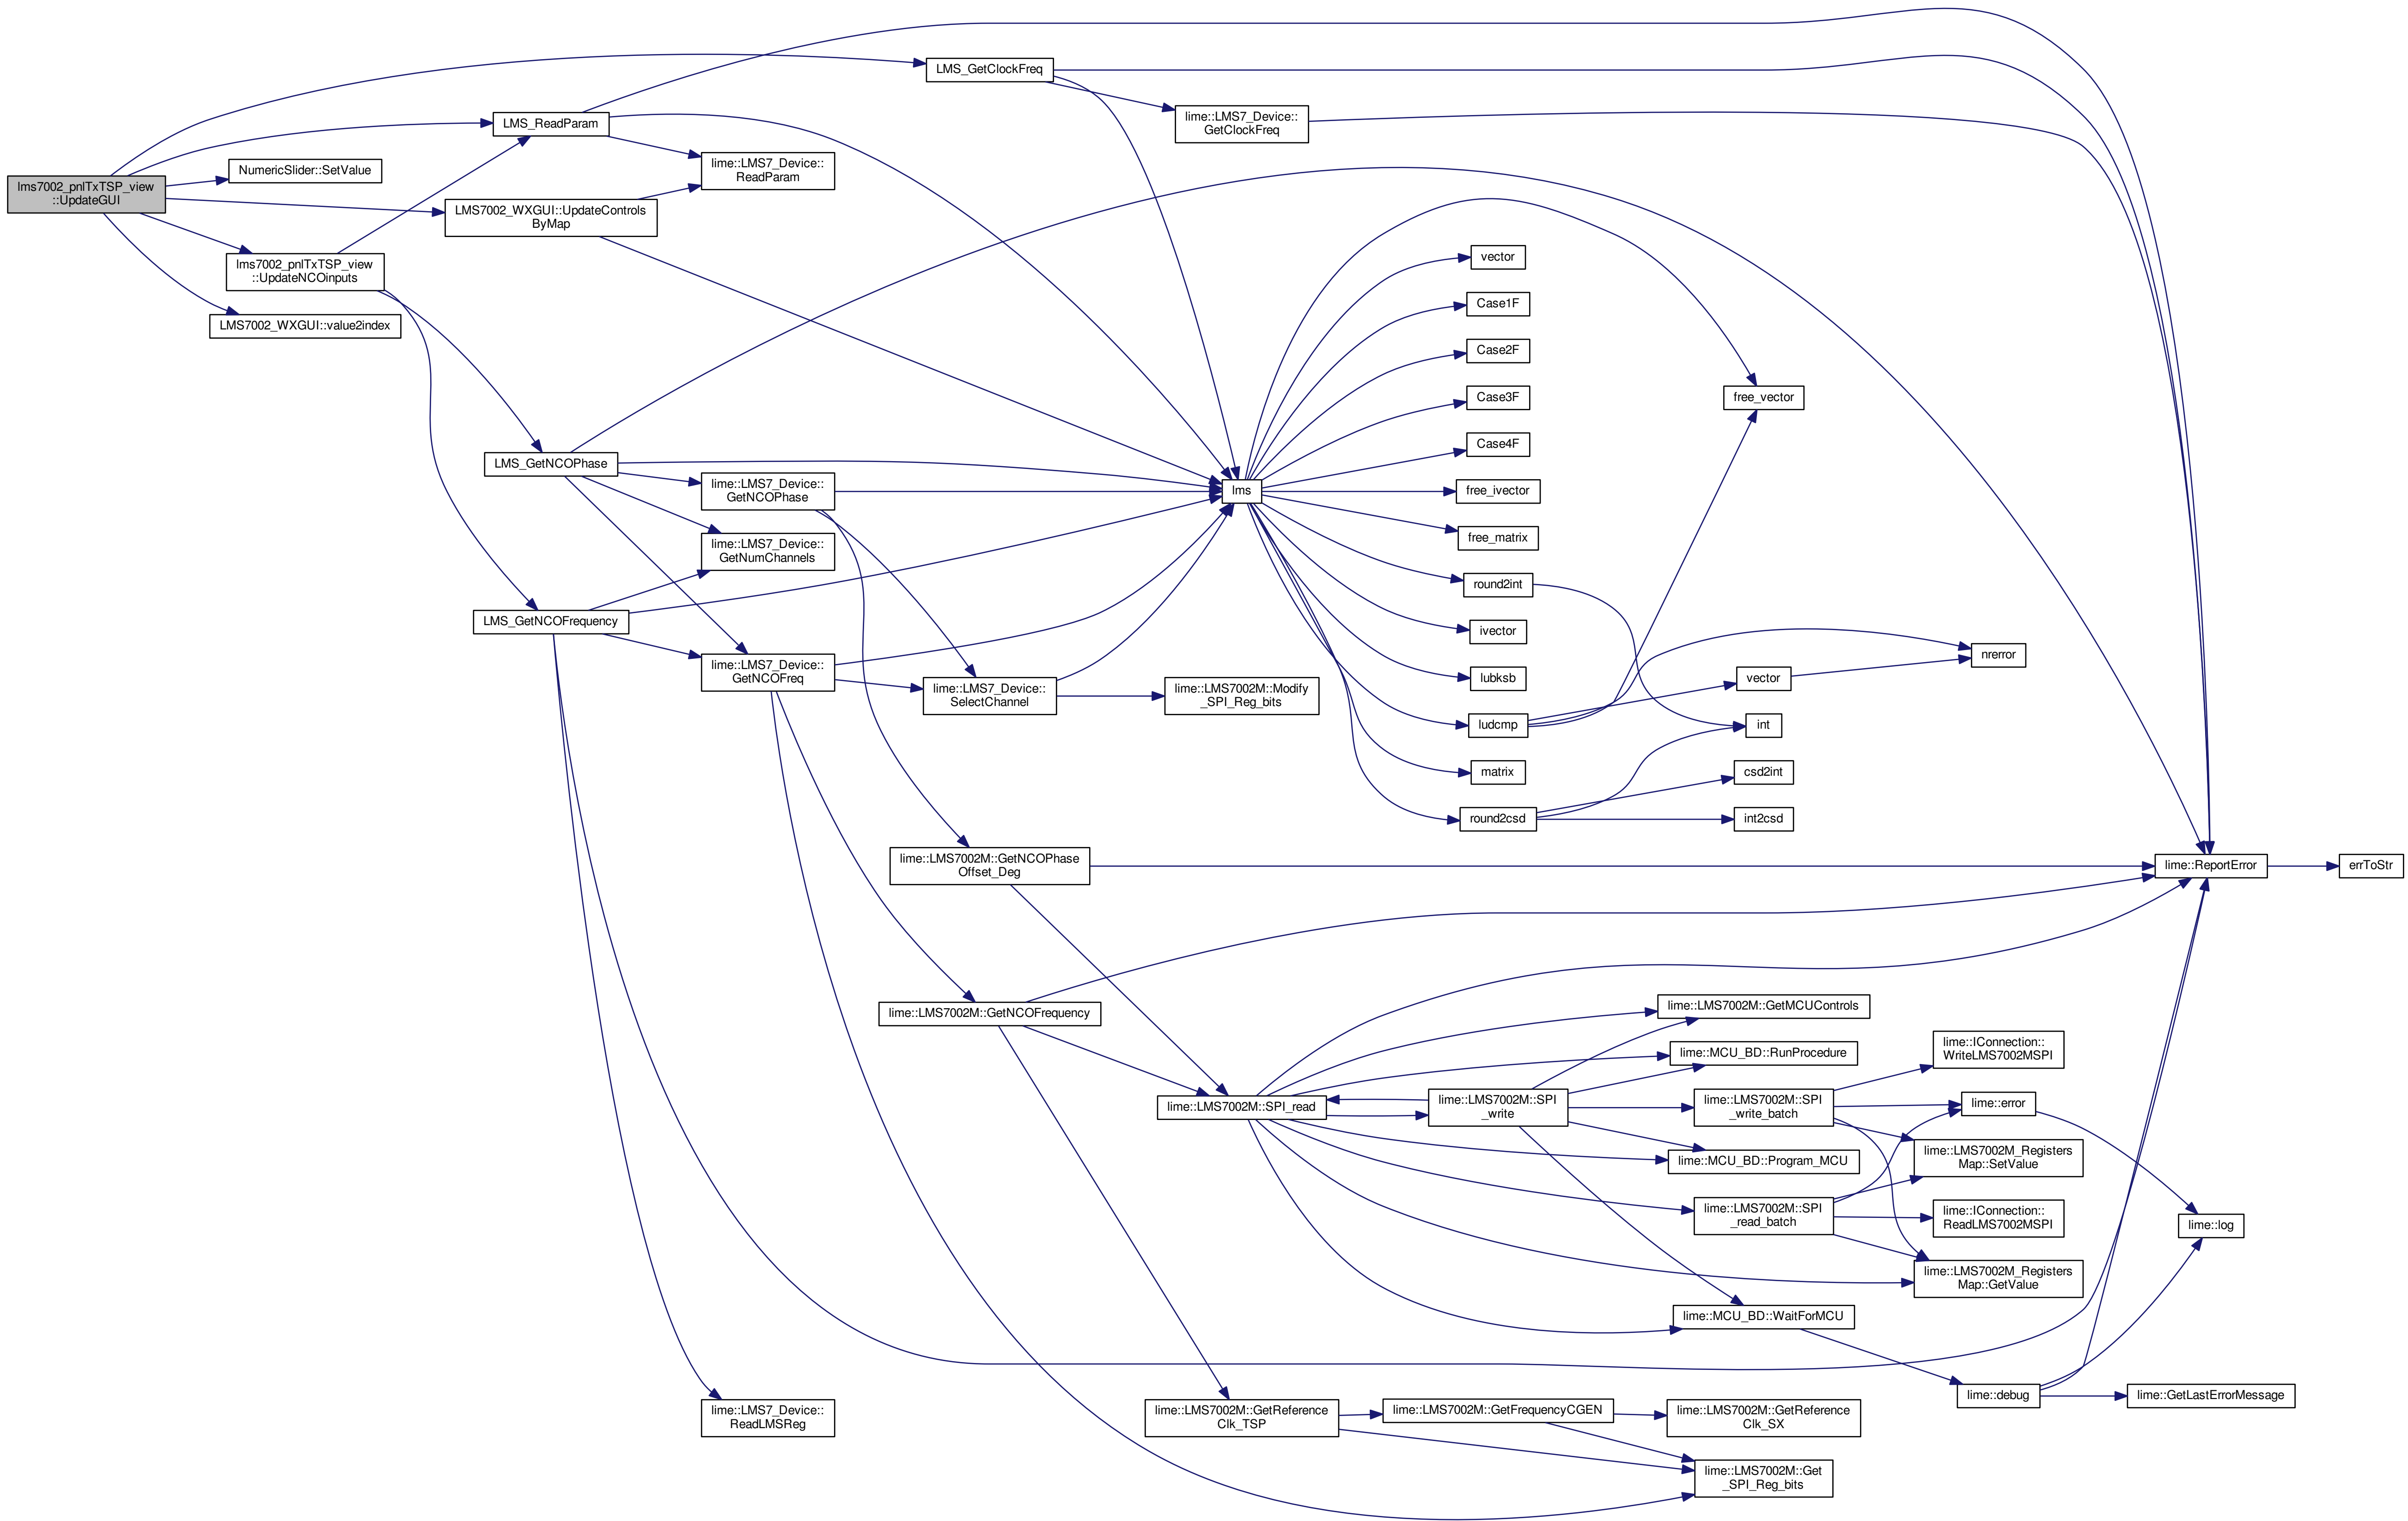 lms7002_pnlTxTSP_view
::UpdateGUI
LMS_GetClockFreq
LMS_ReadParam
NumericSlider::SetValue
LMS7002_WXGUI::UpdateControls
ByMap
lms7002_pnlTxTSP_view
::UpdateNCOinputs
LMS7002_WXGUI::value2index
lime::LMS7_Device::
GetClockFreq
lime::LMS7_Device::
ReadParam
LMS_GetNCOPhase
LMS_GetNCOFrequency
lime::LMS7_Device::
GetNCOPhase
lime::LMS7_Device::
GetNumChannels
lime::LMS7_Device::
GetNCOFreq
lime::LMS7_Device::
SelectChannel
lime::LMS7002M::Modify
_SPI_Reg_bits
lms
vector
Case1F
Case2F
Case3F
Case4F
free_ivector
free_matrix
round2int
ivector
lubksb
ludcmp
matrix
round2csd
free_vector
vector
int
csd2int
int2csd
nrerror
lime::ReportError
errToStr
lime::LMS7002M::GetNCOPhase
Offset_Deg
lime::LMS7002M::GetNCOFrequency
lime::LMS7002M::SPI_read
lime::LMS7002M::SPI
_write
lime::LMS7002M::GetMCUControls
lime::MCU_BD::RunProcedure
lime::LMS7002M::SPI
_write_batch
lime::MCU_BD::Program_MCU
lime::LMS7002M::SPI
_read_batch
lime::MCU_BD::WaitForMCU
lime::IConnection::
WriteLMS7002MSPI
lime::error
lime::LMS7002M_Registers
Map::SetValue
lime::IConnection::
ReadLMS7002MSPI
lime::LMS7002M_Registers
Map::GetValue
lime::log
lime::debug
lime::GetLastErrorMessage
lime::LMS7_Device::
ReadLMSReg
lime::LMS7002M::GetReference
Clk_TSP
lime::LMS7002M::GetFrequencyCGEN
lime::LMS7002M::GetReference
Clk_SX
lime::LMS7002M::Get
_SPI_Reg_bits